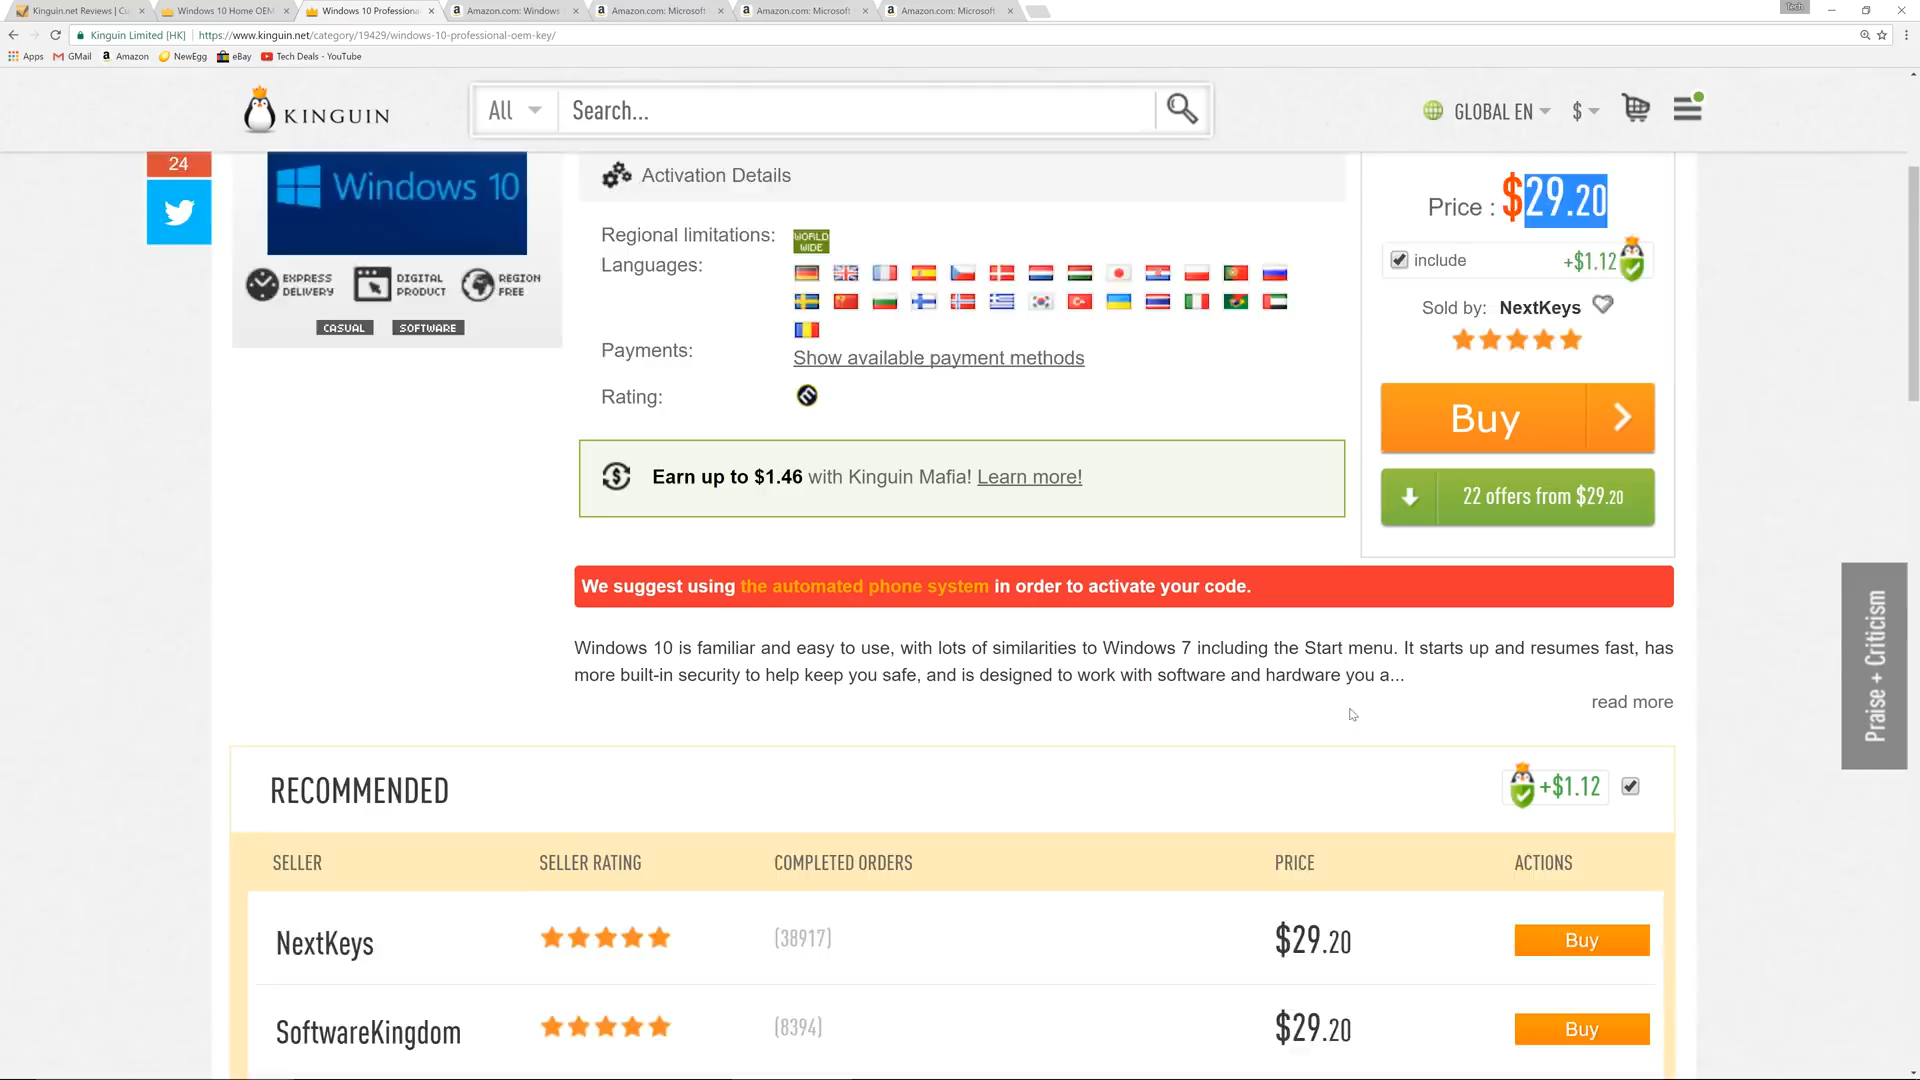 Kinguin.net Reviews | Cu
Windows 10 Home OEM
Windows 10 Professiona
Amazon.com: Windows
Amazon.com: Microsoft
Amazon.com: Microsoft
Amazon.com: Microsoft
Tech
Kinguin Limited [HK] | https://www.kinguin.net/category/19429/windows-10-professional-oem-key/
Apps GMail Amazon NewEgg eBay Tech Deals - YouTube
KINGUIN
All Search...
GLOBAL EN $
24
Windows 10
EXPRESS DELIVERY
DIGITAL PRODUCT
REGION FREE
CASUAL SOFTWARE
Activation Details
Regional limitations: WORLD WIDE
Languages:
Payments: Show available payment methods
Rating:
Earn up to $1.46 with Kinguin Mafia! Learn more!
Price : $29.20
include +$1.12
Sold by: NextKeys
Buy
22 offers from $29.20
We suggest using the automated phone system in order to activate your code.
Windows 10 is familiar and easy to use, with lots of similarities to Windows 7 including the Start menu. It starts up and resumes fast, has
more built-in security to help keep you safe, and is designed to work with software and hardware you a...
read more
Praise + Criticism
RECOMMENDED +$1.12
SELLER SELLER RATING COMPLETED ORDERS PRICE ACTIONS
NextKeys (38917) $29.20 Buy
SoftwareKingdom (8394) $29.20 Buy